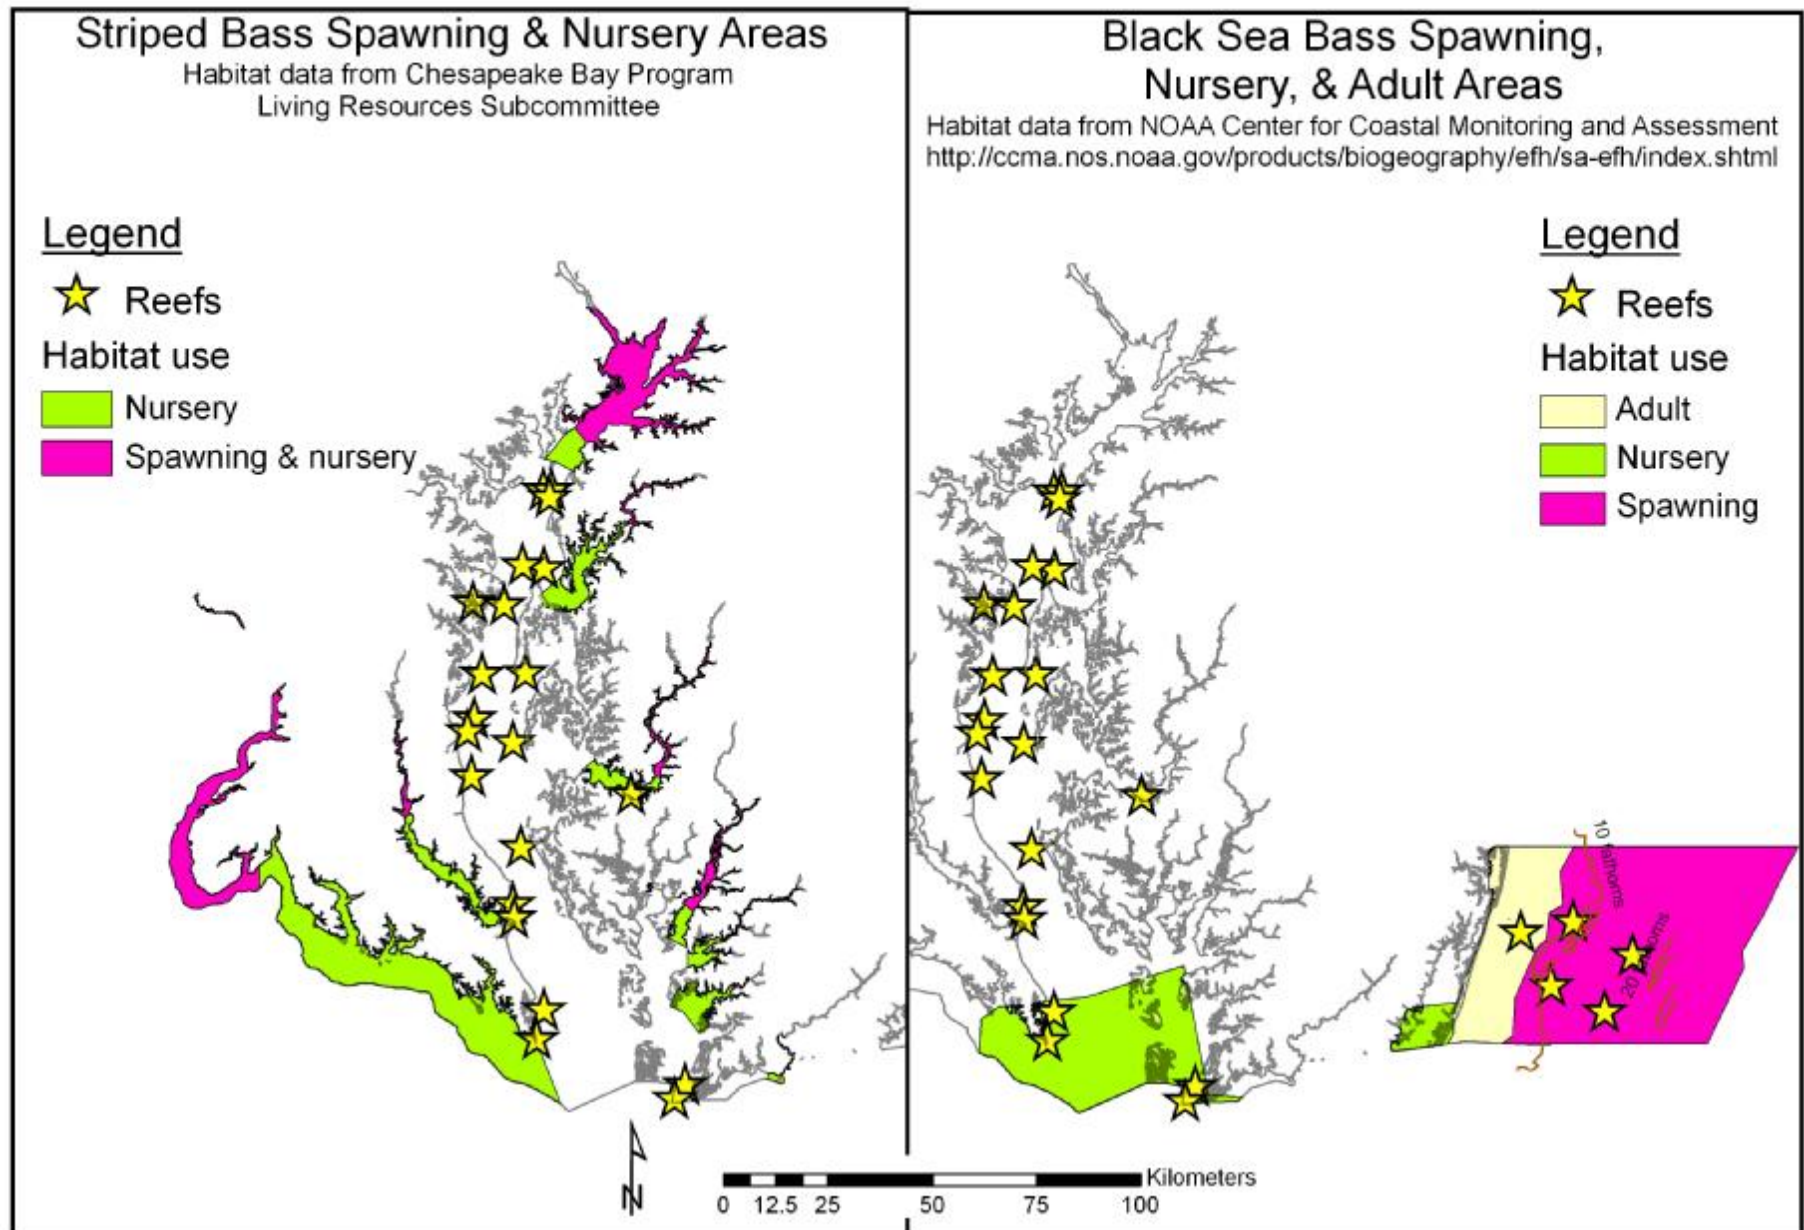 Striped Bass Spawning & Nursery Areas
Habitat data from Chesapeake Bay Program
Living Resources Subcommittee
Legend
Reefs
Habitat use
Nursery
Spawning & nursery
Black Sea Bass Spawning,
Nursery, & Adult Areas
Habitat data from NOAA Center for Coastal Monitoring and Assessment
http://ccma.nos.noaa.gov/products/biogeography/efh/sa-efh/index.shtml
Legend
Reefs
Habitat use
Adult
Nursery
Spawning
10 fathoms
20
N
Kilometers
0 12.5 25 50 75 100